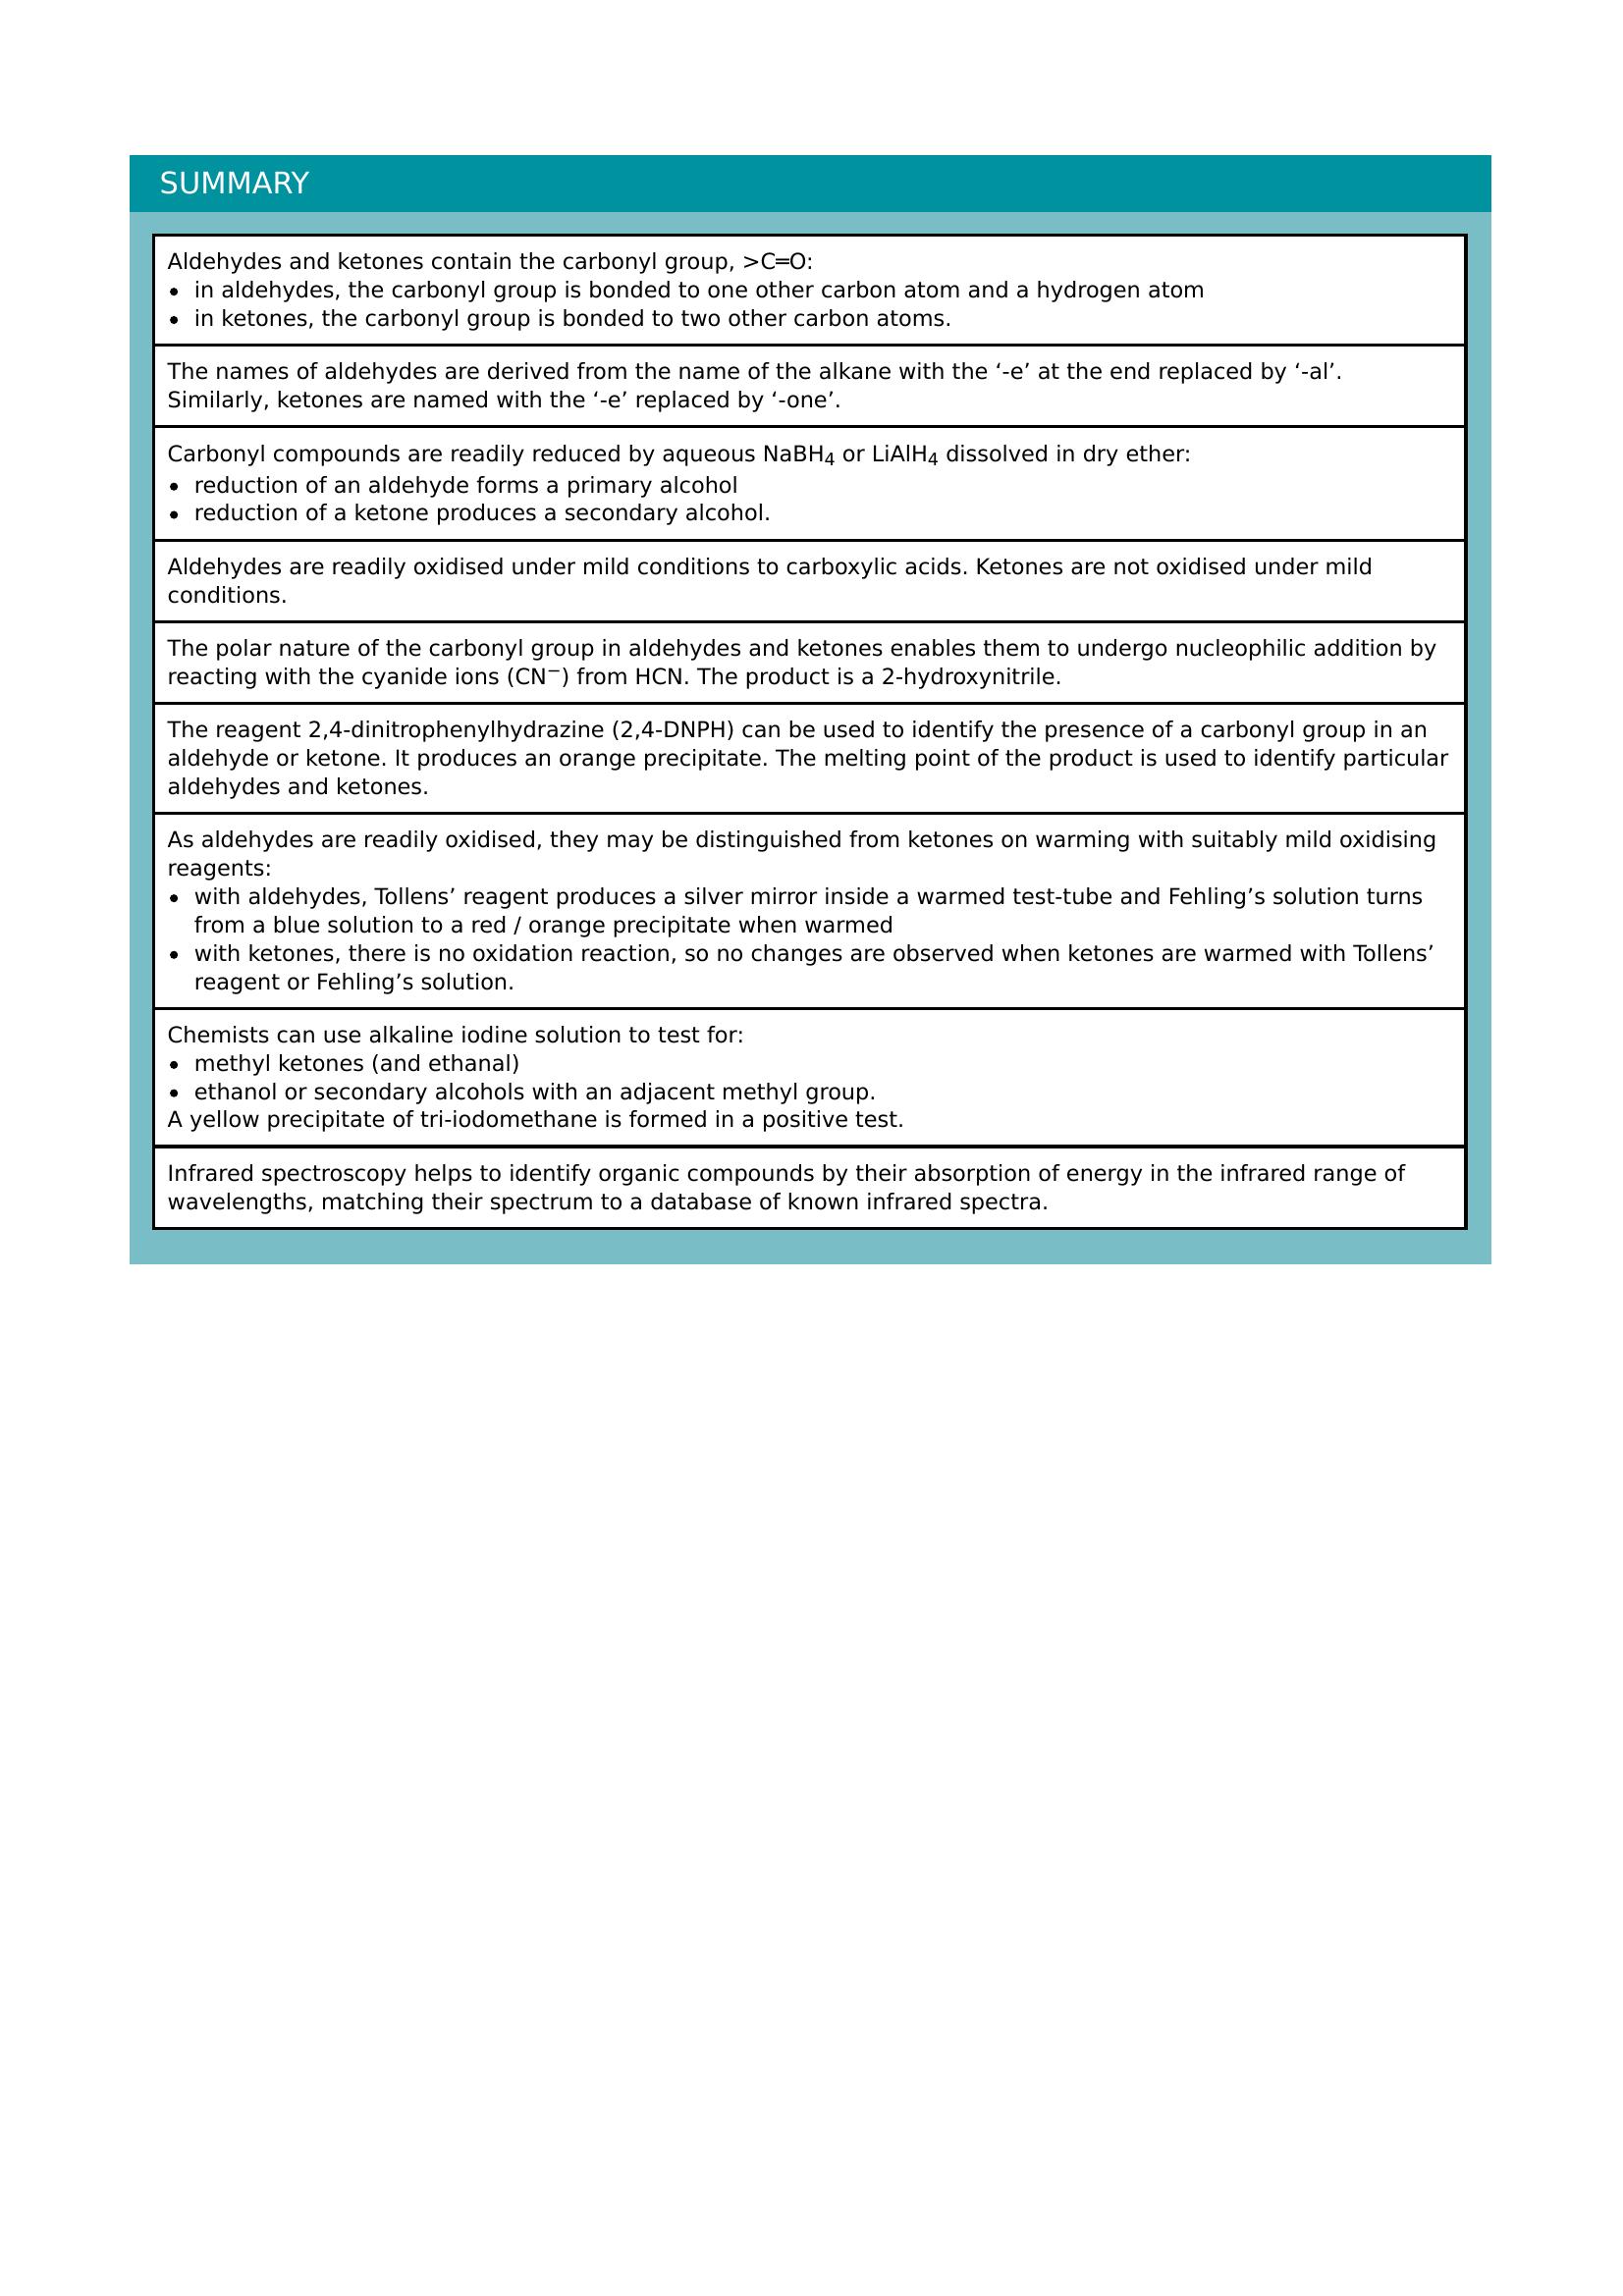 SUMMARY
Aldehydes and ketones contain the carbonyl group, >C═O:
• in aldehydes, the carbonyl group is bonded to one other carbon atom and a hydrogen atom
• in ketones, the carbonyl group is bonded to two other carbon atoms.
The names of aldehydes are derived from the name of the alkane with the ‘-e’ at the end replaced by ‘-al’.
Similarly, ketones are named with the ‘-e’ replaced by ‘-one’.
Carbonyl compounds are readily reduced by aqueous NaBH₄ or LiAlH₄ dissolved in dry ether:
• reduction of an aldehyde forms a primary alcohol
• reduction of a ketone produces a secondary alcohol.
Aldehydes are readily oxidised under mild conditions to carboxylic acids. Ketones are not oxidised under mild
conditions.
The polar nature of the carbonyl group in aldehydes and ketones enables them to undergo nucleophilic addition by
reacting with the cyanide ions (CN⁻) from HCN. The product is a 2-hydroxynitrile.
The reagent 2,4-dinitrophenylhydrazine (2,4-DNPH) can be used to identify the presence of a carbonyl group in an
aldehyde or ketone. It produces an orange precipitate. The melting point of the product is used to identify particular
aldehydes and ketones.
As aldehydes are readily oxidised, they may be distinguished from ketones on warming with suitably mild oxidising
reagents:
• with aldehydes, Tollens’ reagent produces a silver mirror inside a warmed test-tube and Fehling’s solution turns
from a blue solution to a red / orange precipitate when warmed
• with ketones, there is no oxidation reaction, so no changes are observed when ketones are warmed with Tollens’
reagent or Fehling’s solution.
Chemists can use alkaline iodine solution to test for:
• methyl ketones (and ethanal)
• ethanol or secondary alcohols with an adjacent methyl group.
A yellow precipitate of tri-iodomethane is formed in a positive test.
Infrared spectroscopy helps to identify organic compounds by their absorption of energy in the infrared range of
wavelengths, matching their spectrum to a database of known infrared spectra.